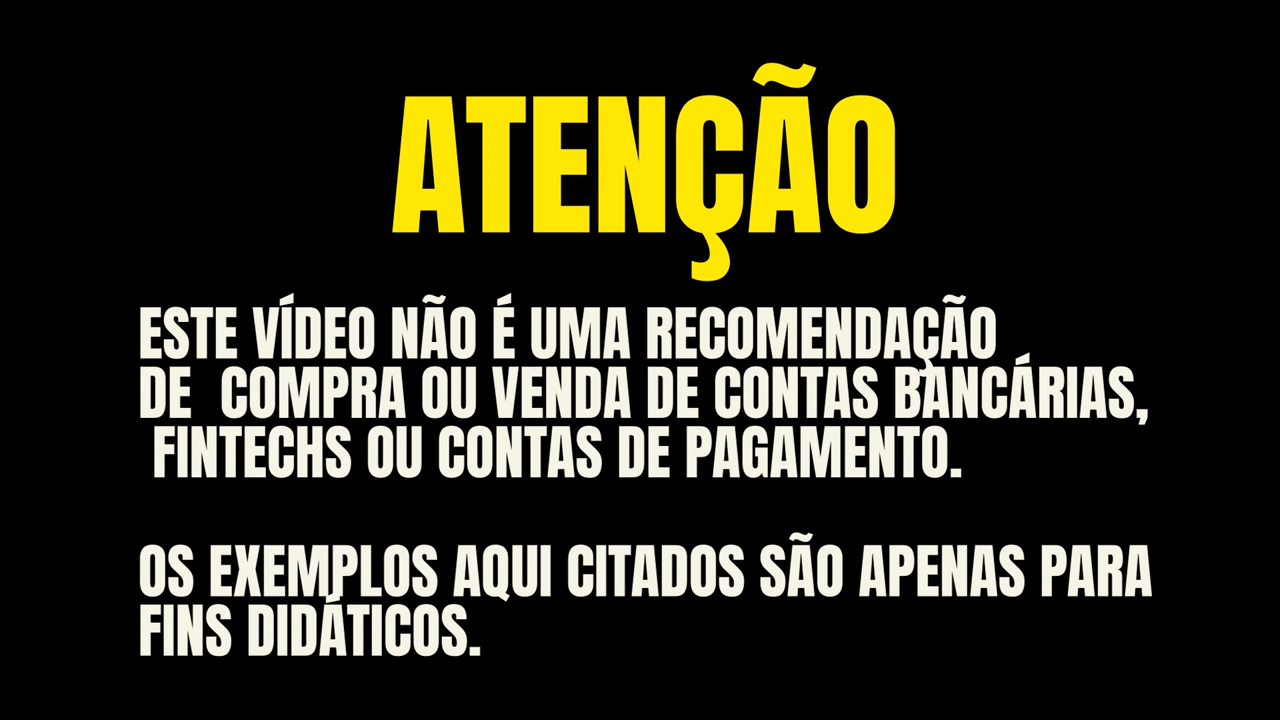 ATENÇÃO
ESTE VÍDEO NÃO É UMA RECOMENDAÇÃO
DE COMPRA OU VENDA DE CONTAS BANCÁRIAS,
FINTECHS OU CONTAS DE PAGAMENTO.
OS EXEMPLOS AQUI CITADOS SÃO APENAS PARA
FINS DIDÁTICOS.